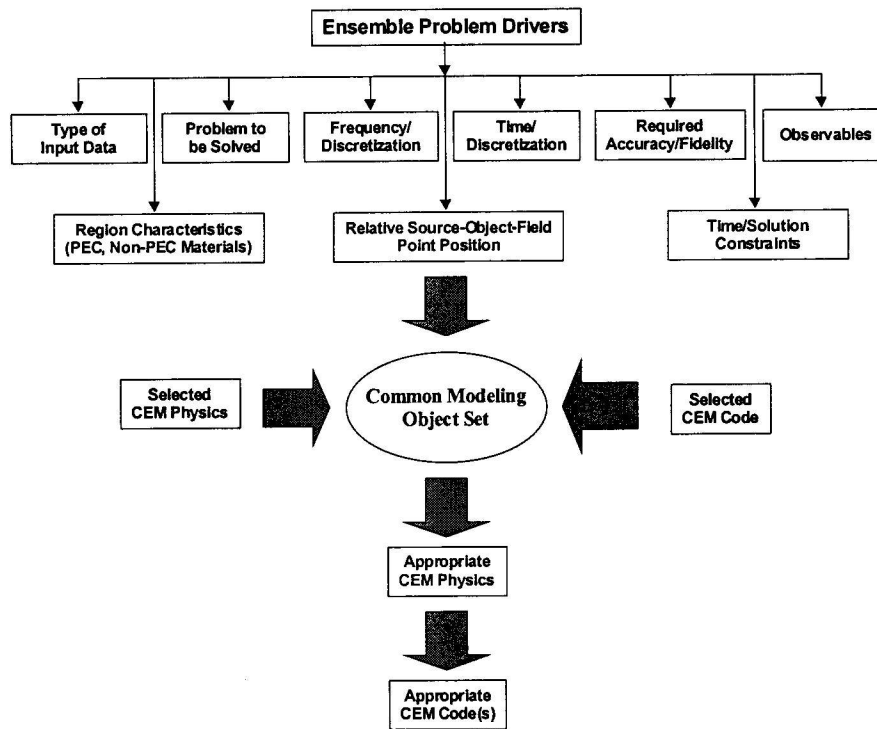 Ensemble Problem Drivers
Type of
Input Data
Problem to
be Solved
Frequency/
Discretization
Time/
Discretization
Required
Accuracy/Fidelity
Observables
Region Characteristics
(PEC, Non-PEC Materials)
Relative Source-Object-Field
Point Position
Time/Solution
Constraints
Selected
CEM Physics
Common Modeling
Object Set
Selected
CEM Code
Appropriate
CEM Physics
Appropriate
CEM Code(s)